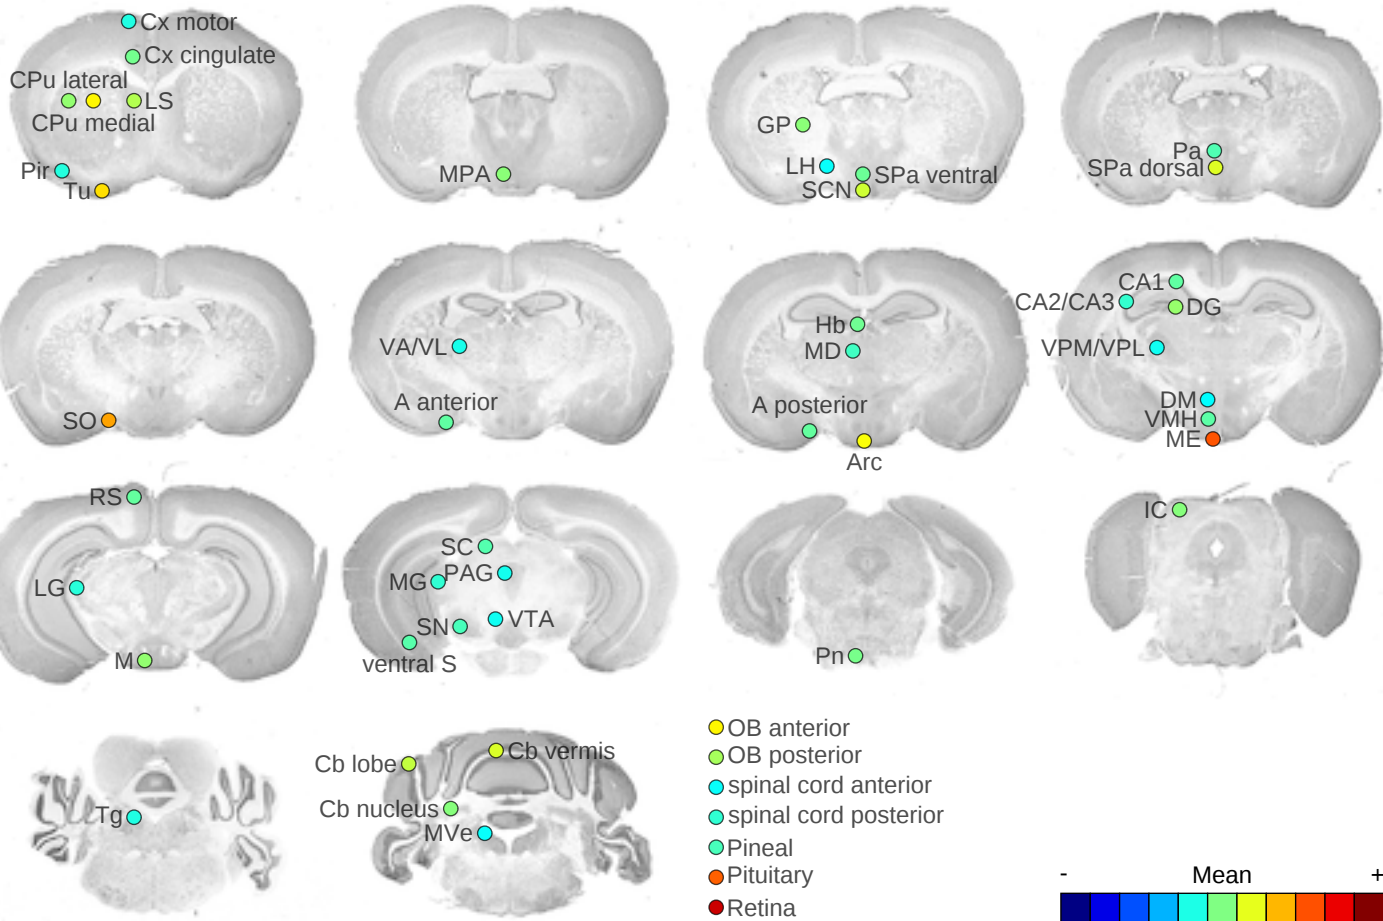 Cx motor
Cx cingulate
CPu lateral
LS
CPu medial
Pir
Tu
MPA
GP
LH
SPa ventral
SCN
Pa
SPa dorsal
SO
VA/VL
A anterior
Hb
MD
A posterior
Arc
CA1
CA2/CA3
DG
VPM/VPL
DM
VMH
ME
RS
LG
M
SC
PAG
MG
VTA
SN
ventral S
Pn
IC
Tg
Cb lobe
Cb vermis
Cb nucleus
MVe
OB anterior
OB posterior
spinal cord anterior
spinal cord posterior
Pineal
Pituitary
Retina
- Mean +